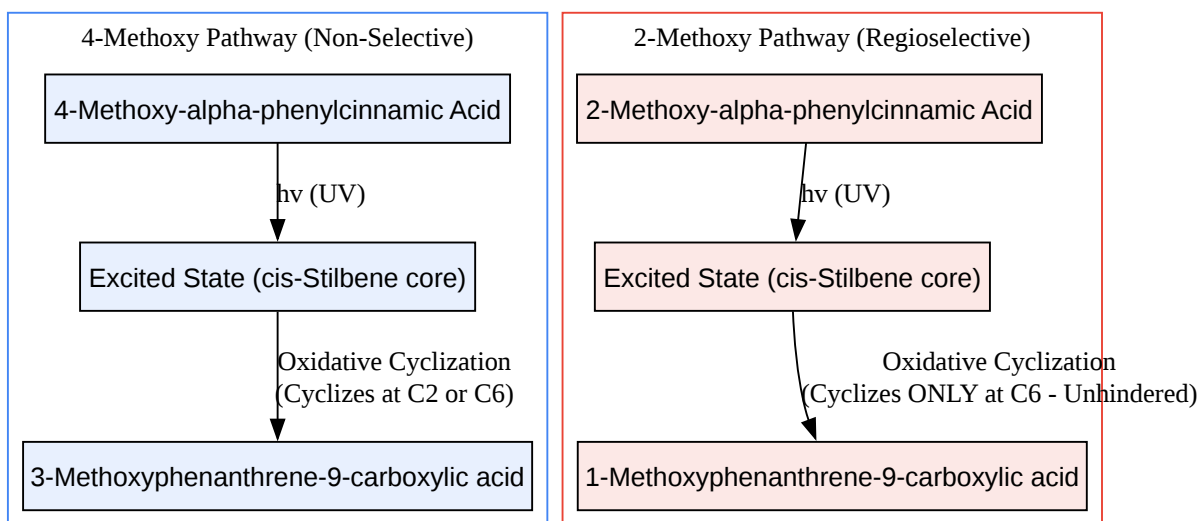 4-Methoxy Pathway (Non-Selective)
4-Methoxy-alpha-phenylcinnamic Acid
hv (UV)
Excited State (cis-Stilbene core)
Oxidative Cyclization
(Cyclizes at C2 or C6)
3-Methoxyphenanthrene-9-carboxylic acid
2-Methoxy Pathway (Regioselective)
2-Methoxy-alpha-phenylcinnamic Acid
hv (UV)
Excited State (cis-Stilbene core)
Oxidative Cyclization
(Cyclizes ONLY at C6 - Unhindered)
1-Methoxyphenanthrene-9-carboxylic acid